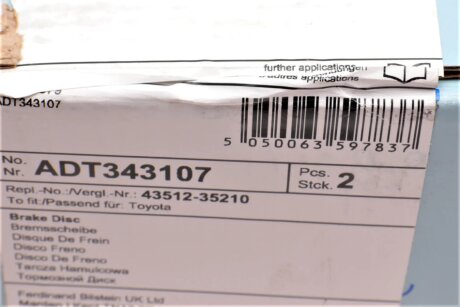 further applications
d'autres applications
ADT343107
5 050063 597837
No.
Nr. ADT343107
Pcs.
Stck. 2
Repl.-No.:/Vergl.-Nr.: 43512-35210
To fit:/Passend für: Toyota
Brake Disc
Bremsscheibe
Disque De Frein
Disco Freno
Disco De Freno
Tarcza Hamulcowa
Тормозной Диск
Ferdinand Bilstein UK Ltd